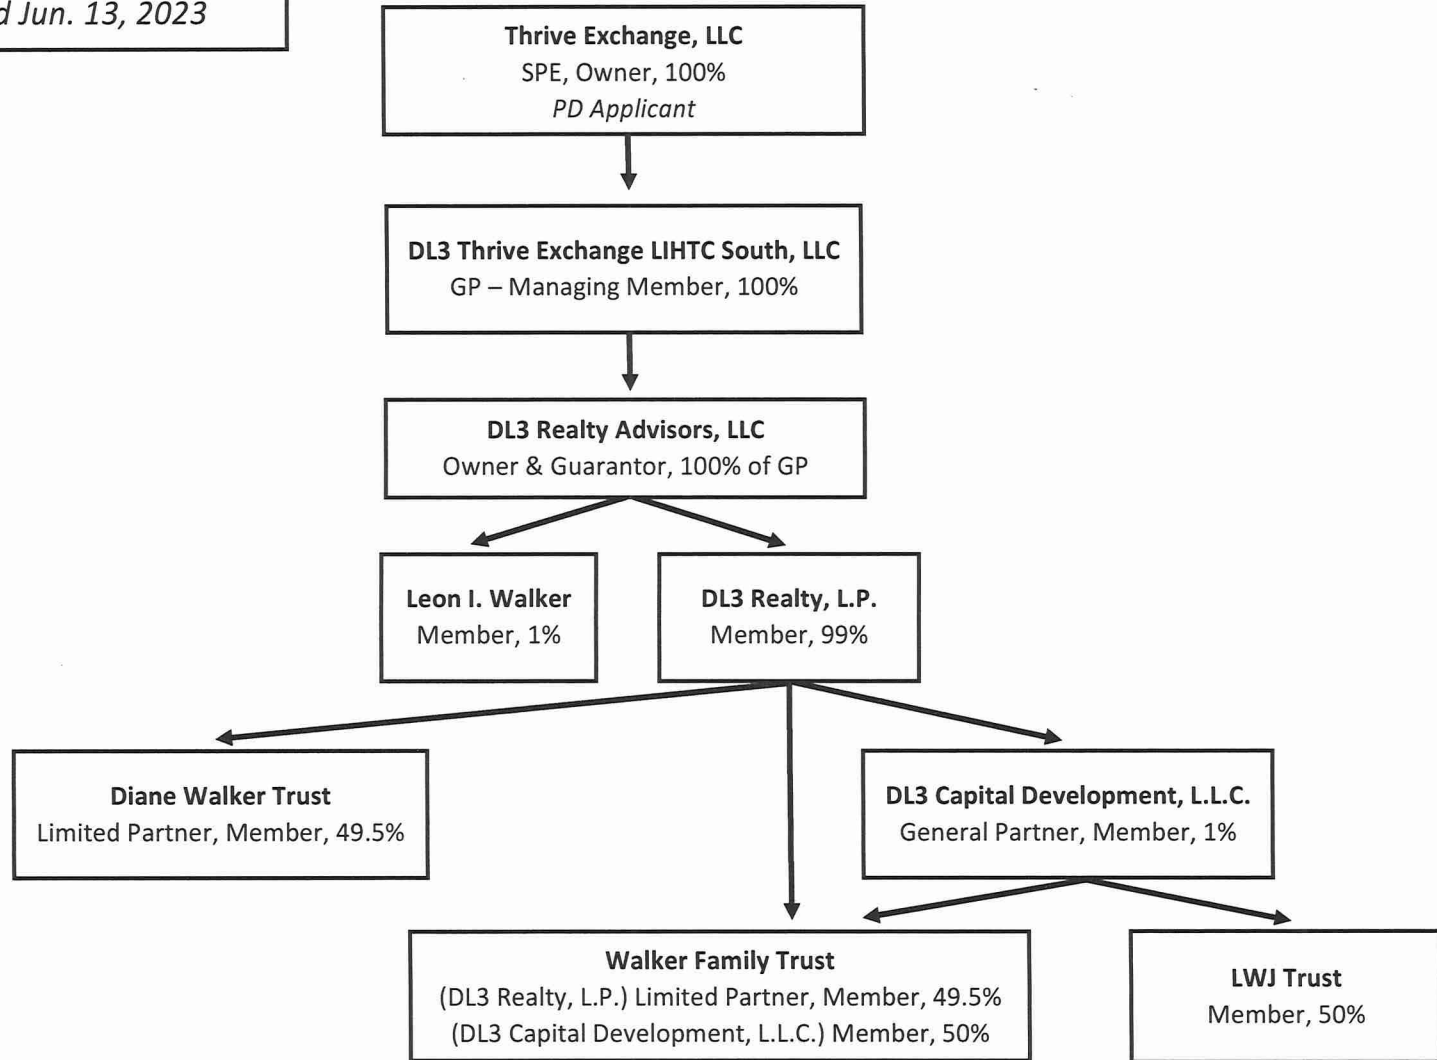 d Jun. 13, 2023
Thrive Exchange, LLC
SPE, Owner, 100%
PD Applicant
DL3 Thrive Exchange LIHTC South, LLC
GP – Managing Member, 100%
DL3 Realty Advisors, LLC
Owner & Guarantor, 100% of GP
Leon I. Walker
Member, 1%
DL3 Realty, L.P.
Member, 99%
Diane Walker Trust
Limited Partner, Member, 49.5%
DL3 Capital Development, L.L.C.
General Partner, Member, 1%
Walker Family Trust
(DL3 Realty, L.P.) Limited Partner, Member, 49.5%
(DL3 Capital Development, L.L.C.) Member, 50%
LWJ Trust
Member, 50%